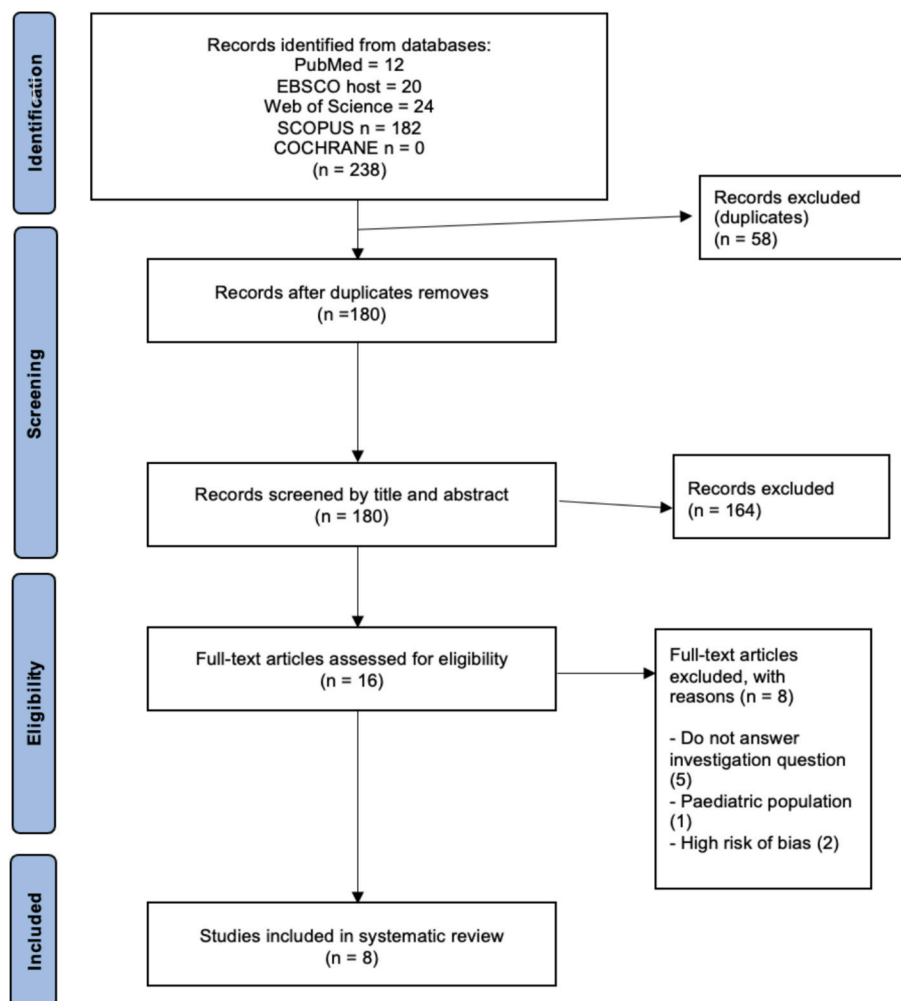 Identification
Records identified from databases:
PubMed = 12
EBSCO host = 20
Web of Science = 24
SCOPUS n = 182
COCHRANE n = 0
(n = 238)
Records excluded
(duplicates)
(n = 58)
Screening
Records after duplicates removes
(n =180)
Records screened by title and abstract
(n = 180)
Records excluded
(n = 164)
Eligibility
Full-text articles assessed for eligibility
(n = 16)
Full-text articles
excluded, with
reasons (n = 8)
- Do not answer
investigation question
(5)
- Paediatric population
(1)
- High risk of bias (2)
Included
Studies included in systematic review
(n = 8)